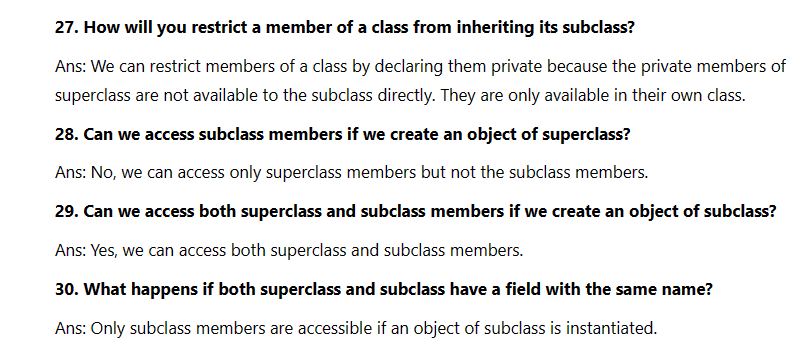 27. How will you restrict a member of a class from inheriting its subclass?
Ans: We can restrict members of a class by declaring them private because the private members of
superclass are not available to the subclass directly. They are only available in their own class.
28. Can we access subclass members if we create an object of superclass?
Ans: No, we can access only superclass members but not the subclass members.
29. Can we access both superclass and subclass members if we create an object of subclass?
Ans: Yes, we can access both superclass and subclass members.
30. What happens if both superclass and subclass have a field with the same name?
Ans: Only subclass members are accessible if an object of subclass is instantiated.